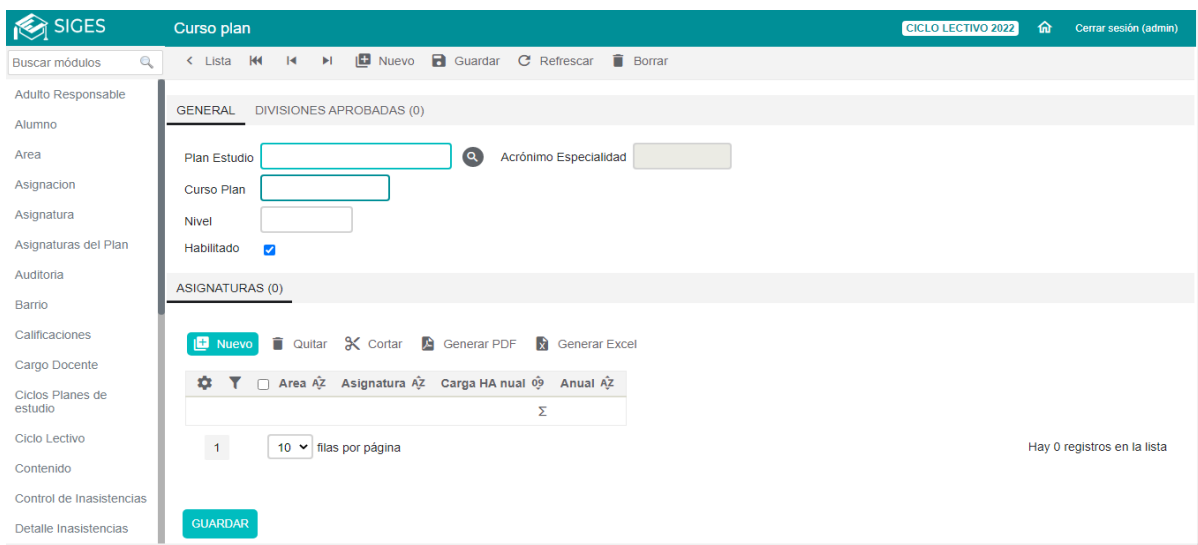 SIGES
Curso plan
CICLO LECTIVO 2022
Cerrar sesión (admin)
Buscar módulos
Lista Nuevo Guardar Refrescar Borrar
Adulto Responsable
Alumno
Area
Asignacion
Asignatura
Asignaturas del Plan
Auditoria
Barrio
Calificaciones
Cargo Docente
Ciclos Planes de
estudio
Ciclo Lectivo
Contenido
Control de Inasistencias
Detalle Inasistencias
GENERAL DIVISIONES APROBADAS (0)
Plan Estudio Acrónimo Especialidad
Curso Plan
Nivel
Habilitado
ASIGNATURAS (0)
Nuevo Quitar Cortar Generar PDF Generar Excel
Area AZ Asignatura AZ Carga HA nual 09 Anual AZ
Σ
1 10 filas por página Hay 0 registros en la lista
GUARDAR